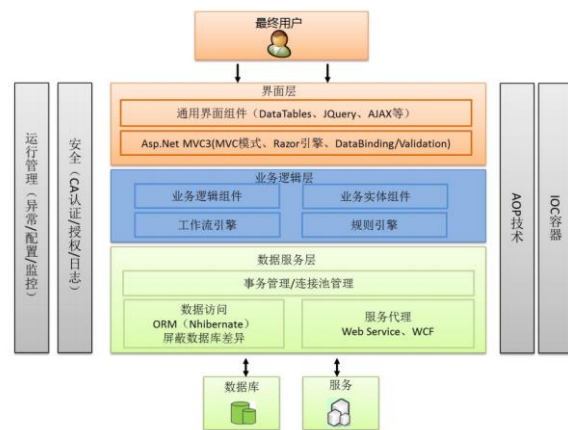 最终用户
界面层
通用界面组件（DataTables、JQuery、AJAX等）
Asp.Net MVC3(MVC模式、Razor引擎、DataBinding/Validation)
业务逻辑层
业务逻辑组件
业务实体组件
工作流引擎
规则引擎
数据服务层
事务管理/连接池管理
数据访问
ORM（Nhibernate）
屏蔽数据库差异
服务代理
Web Service、WCF
数据库
服务
运行管理（异常/配置/监控）
安全（CA认证/授权/日志）
AOP技术
IOC容器